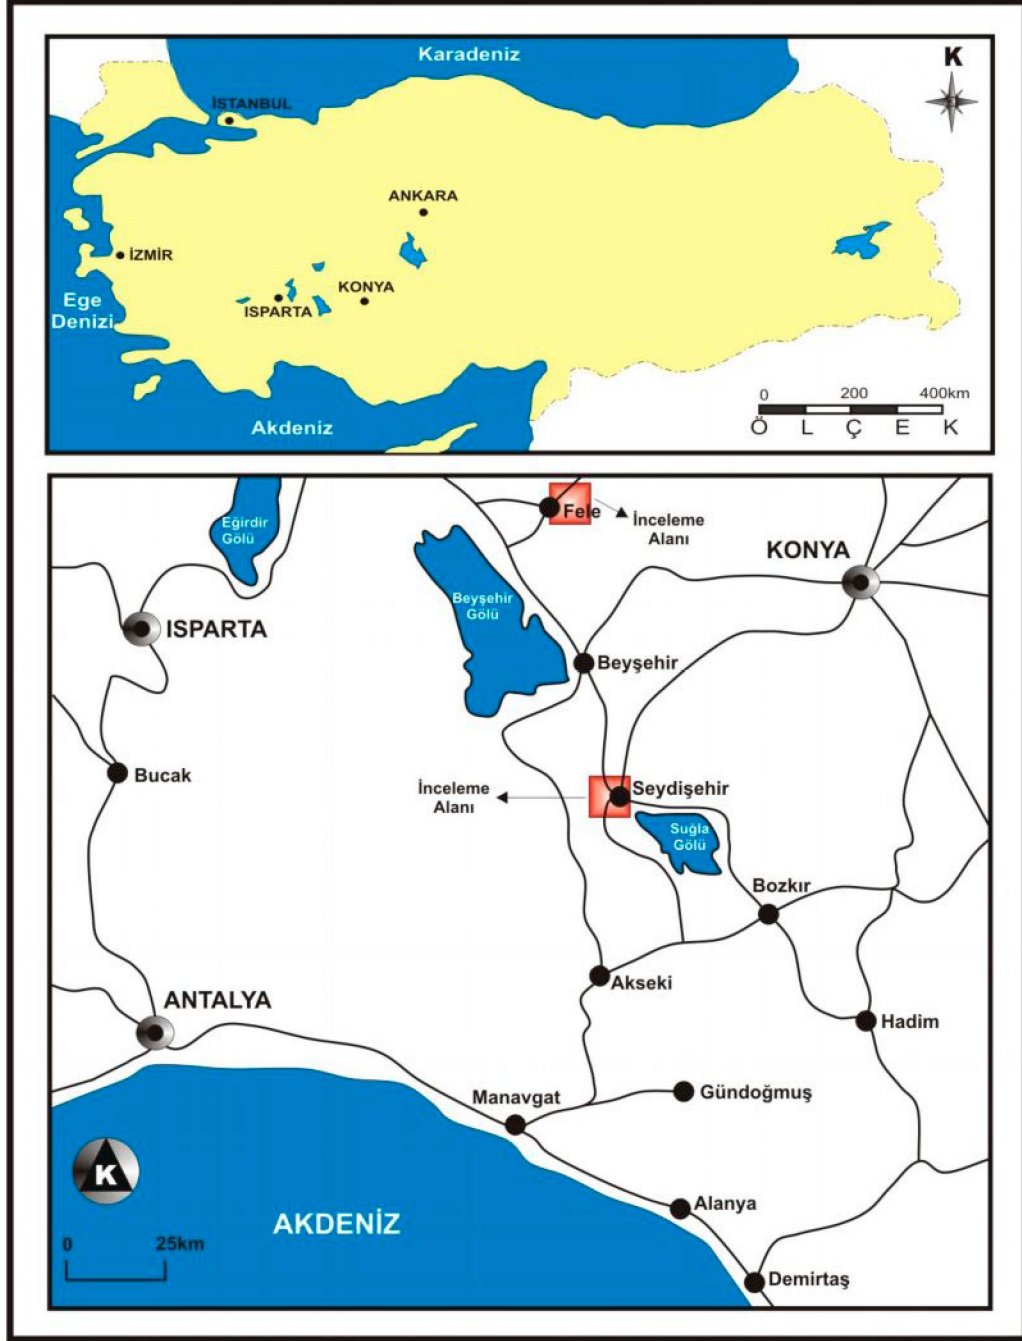 Karadeniz
K
İSTANBUL
ANKARA
İZMİR
KONYA
ISPARTA
Ege
Denizi
Akdeniz
0 200 400km
Ö L Ç E K
Eğirdir
Gölü
Fele
İnceleme
Alanı
KONYA
Beyşehir
Gölü
ISPARTA
Beyşehir
Bucak
İnceleme
Alanı
Seydişehir
Suğla
Gölü
Bozkır
Akseki
ANTALYA
Hadim
Manavgat
Gündoğmuş
K
Alanya
AKDENİZ
0 25km
Demirtaş